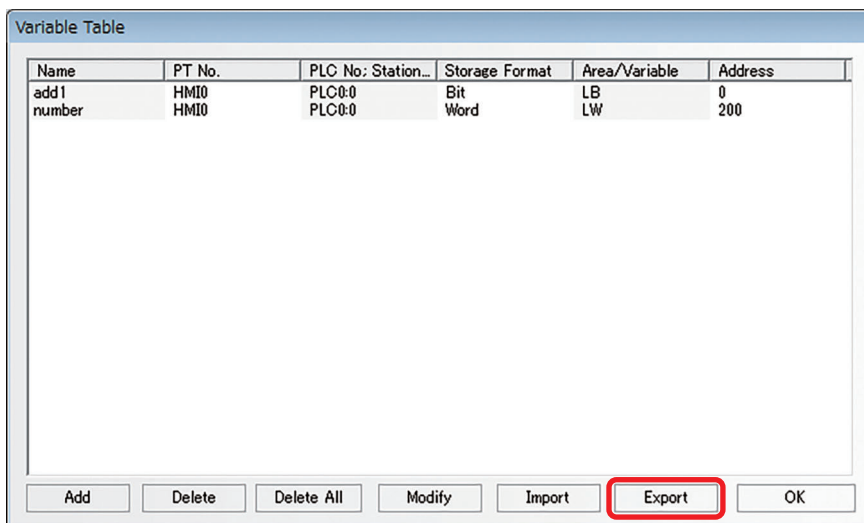 Variable Table
Name PT No. PLC No; Station... Storage Format Area/Variable Address
add1 HMI0 PLC0:0 Bit LB 0
number HMI0 PLC0:0 Word LW 200
Add Delete Delete All Modify Import Export OK